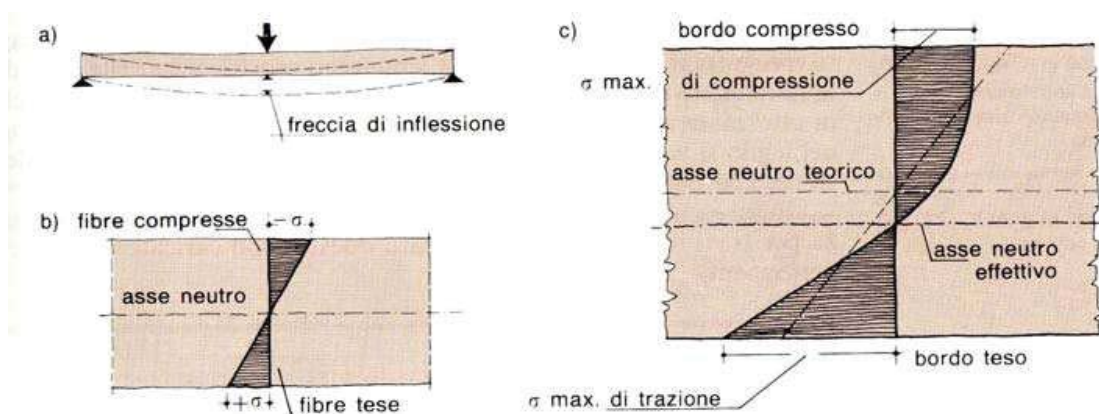 a)
freccia di inflessione
b)
fibre compresse
−σ
asse neutro
+σ
fibre tese
c)
bordo compresso
σ max.
di compressione
asse neutro teorico
asse neutro
effettivo
bordo teso
σ max. di trazione